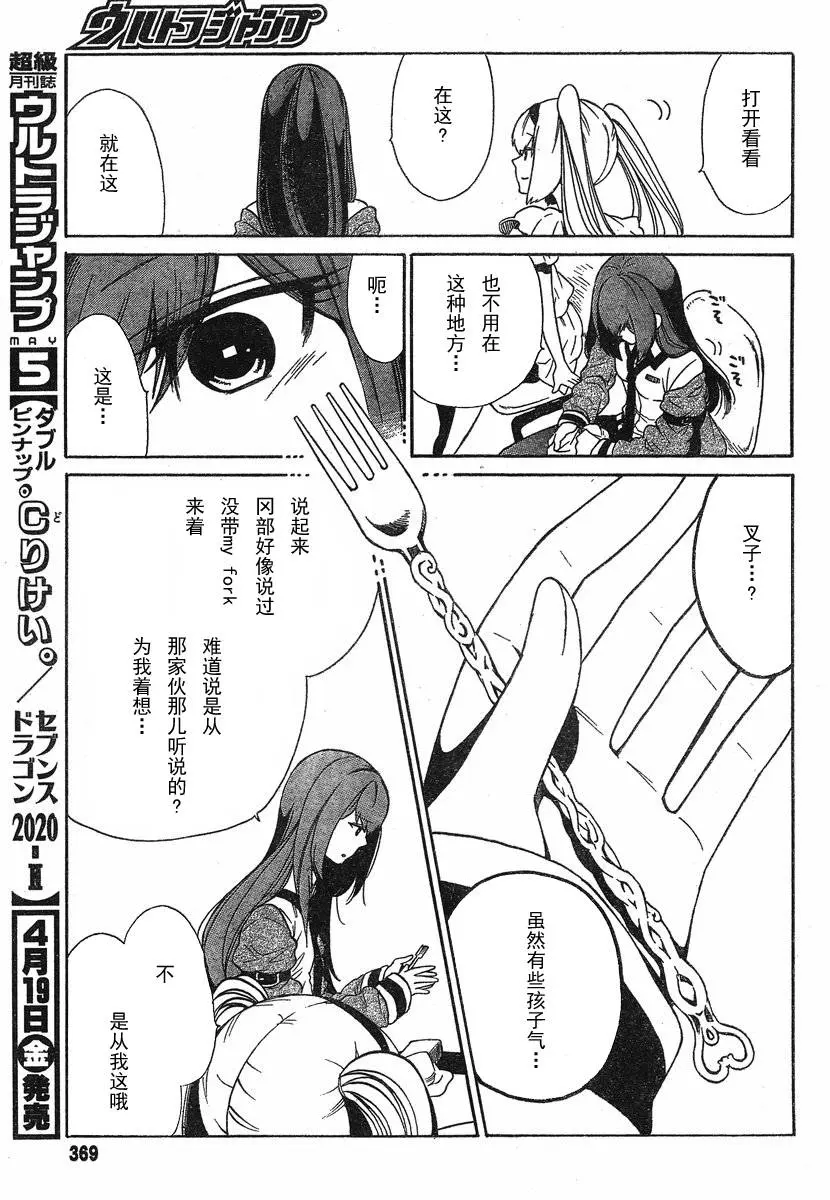 ウルトラジャンプ
打开看看
在这?
就在这
也不用在
这种地方…
呃…
这是…
叉子…?
说起来
冈部好像说过
没带my fork
来着
难道说是从
那家伙那儿听说的?
为我着想…
虽然有些孩子气…
不
是从我这哦
超級
月刊誌
ウルトラジャンプ
MAY
5
ダブル
ピンナップ。
Cりけい。
ど
/
セブンス
ドラゴン
2020-Ⅱ
4月19日㊎発売
369